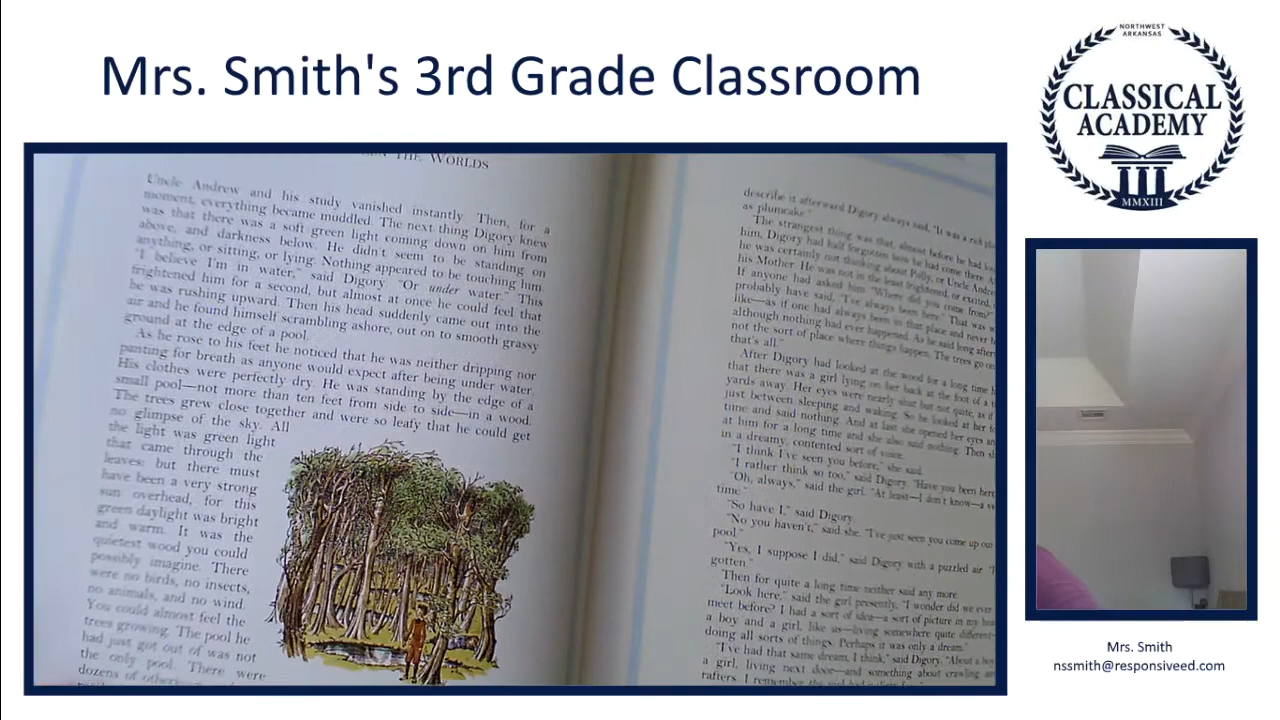 Mrs. Smith's 3rd Grade Classroom
NORTHWEST
ARKANSAS
CLASSICAL
ACADEMY
MMXIII
THE WORLDS
Uncle Andrew and his study vanished instantly. Then, for a
moment, everything became muddled. The next thing Digory knew
was that there was a soft green light coming down on him from
above, and darkness below. He didn't seem to be standing on
anything, or sitting, or lying. Nothing appeared to be touching him.
"I believe I'm in water," said Digory. "Or under water." This
frightened him for a second, but almost at once he could feel that
he was rushing upward. Then his head suddenly came out into the
air and he found himself scrambling ashore, out on to smooth grassy
ground at the edge of a pool.
As he rose to his feet he noticed that he was neither dripping nor
panting for breath as anyone would expect after being under water.
His clothes were perfectly dry. He was standing by the edge of a
small pool—not more than ten feet from side to side—in a wood.
The trees grew close together and were so leafy that he could get
no glimpse of the sky. All
the light was green light
that came through the
leaves: but there must
have been a very strong
sun overhead, for this
green daylight was bright
and warm. It was the
quietest wood you could
possibly imagine. There
were no birds, no insects,
no animals, and no wind.
You could almost feel the
trees growing. The pool he
had just got out of was not
the only pool. There were
dozens of others
describe it afterward Digory always said, "It was a rich
as plumcake."
The strangest thing was that, almost before he had
him, Digory had half forgotten how he had come there.
he was certainly not thinking about Polly, or Uncle
his Mother. He was not in the least frightened, or excited,
If anyone had asked him "Where did you come from?"
probably have said, "I've always been here." That was
like—as if one had always been in that place and never
although nothing had ever happened. As he said long
not the sort of place where things happen. The trees go
that's all."
After Digory had looked at the wood for a long time
that there was a girl lying on her back at the foot of a
yards away. Her eyes were nearly shut but not quite, as if
just between sleeping and waking. So he looked at her
time and said nothing. And at last she opened her eyes
at him for a long time and she also said nothing. Then
in a dreamy, contented sort of voice.
"I think I've seen you before," she said.
"I rather think so too," said Digory. "Have you been here
"Oh, always," said the girl. "At least—I don't know—a
time."
"So have I," said Digory.
"No you haven't," said she. "I've just seen you come up
pool."
"Yes, I suppose I did," said Digory with a puzzled air.
gotten."
Then for quite a long time neither said any more.
"Look here," said the girl presently, "I wonder did we ever
meet before? I had a sort of idea—a sort of picture in my
a boy and a girl, like us—living somewhere quite different—
doing all sorts of things. Perhaps it was only a dream."
"I've had that same dream, I think," said Digory. "About a
a girl, living next door—and something about crawling
rafters. I remember the girl had
Mrs. Smith
nssmith@responsiveed.com